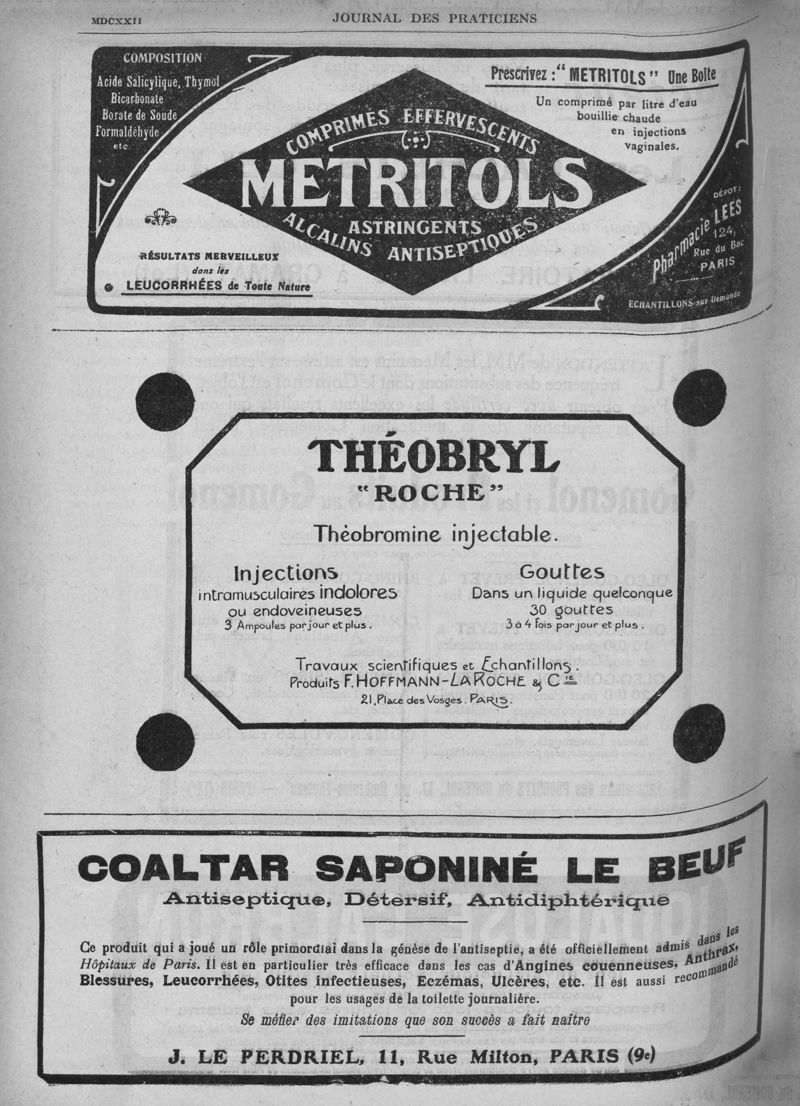 MDCXXII
JOURNAL DES PRATICIENS
COMPOSITION
Acide Salicylique, Thymol
Bicarbonate
Borate de Soude
Formaldéhyde
etc.
COMPRIMÉS EFFERVESCENTS
METRITOLS
ASTRINGENTS
ALCALINS ANTISEPTIQUES
Prescrivez : "METRITOLS" Une Boîte
Un comprimé par litre d'eau
bouillie chaude
en injections
vaginales.
RÉSULTATS MERVEILLEUX
dans les
LEUCORRHÉES de Toute Nature
DÉPOT :
Pharmacie LEES
124,
Rue du Bac
PARIS
ECHANTILLONS sur Demande
THÉOBRYL
"ROCHE"
Théobromine injectable.
Injections
intramusculaires indolores
ou endoveineuses
3 Ampoules par jour et plus.
Gouttes
Dans un liquide quelconque
30 gouttes
3 à 4 Fois par jour et plus.
Travaux scientifiques et Échantillons.
Produits F. HOFFMANN-LA ROCHE & Cie
21, Place des Vosges. PARIS.
COALTAR SAPONINÉ LE BEUF
Antiseptique, Détersif, Antidiphtérique
Ce produit qui a joué un rôle primordial dans la génèse de l'antiseptie, a été officiellement admis dans les
Hôpitaux de Paris. Il est en particulier très efficace dans les cas d'Angines couenneuses, Anthrax,
Blessures, Leucorrhées, Otites infectieuses, Eczémas, Ulcères, etc. Il est aussi recommandé
pour les usages de la toilette journalière.
Se méfier des imitations que son succès a fait naître
J. LE PERDRIEL, 11, Rue Milton, PARIS (9e)